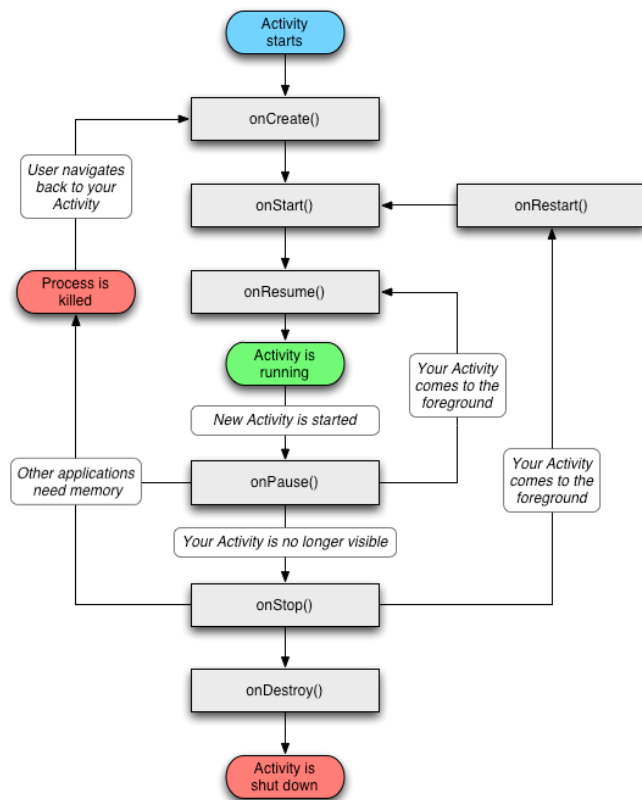 Activity
starts
onCreate()
User navigates
back to your
Activity
onStart()
onRestart()
Process is
killed
onResume()
Activity is
running
Your Activity
comes to the
foreground
New Activity is started
Other applications
need memory
onPause()
Your Activity
comes to the
foreground
Your Activity is no longer visible
onStop()
onDestroy()
Activity is
shut down